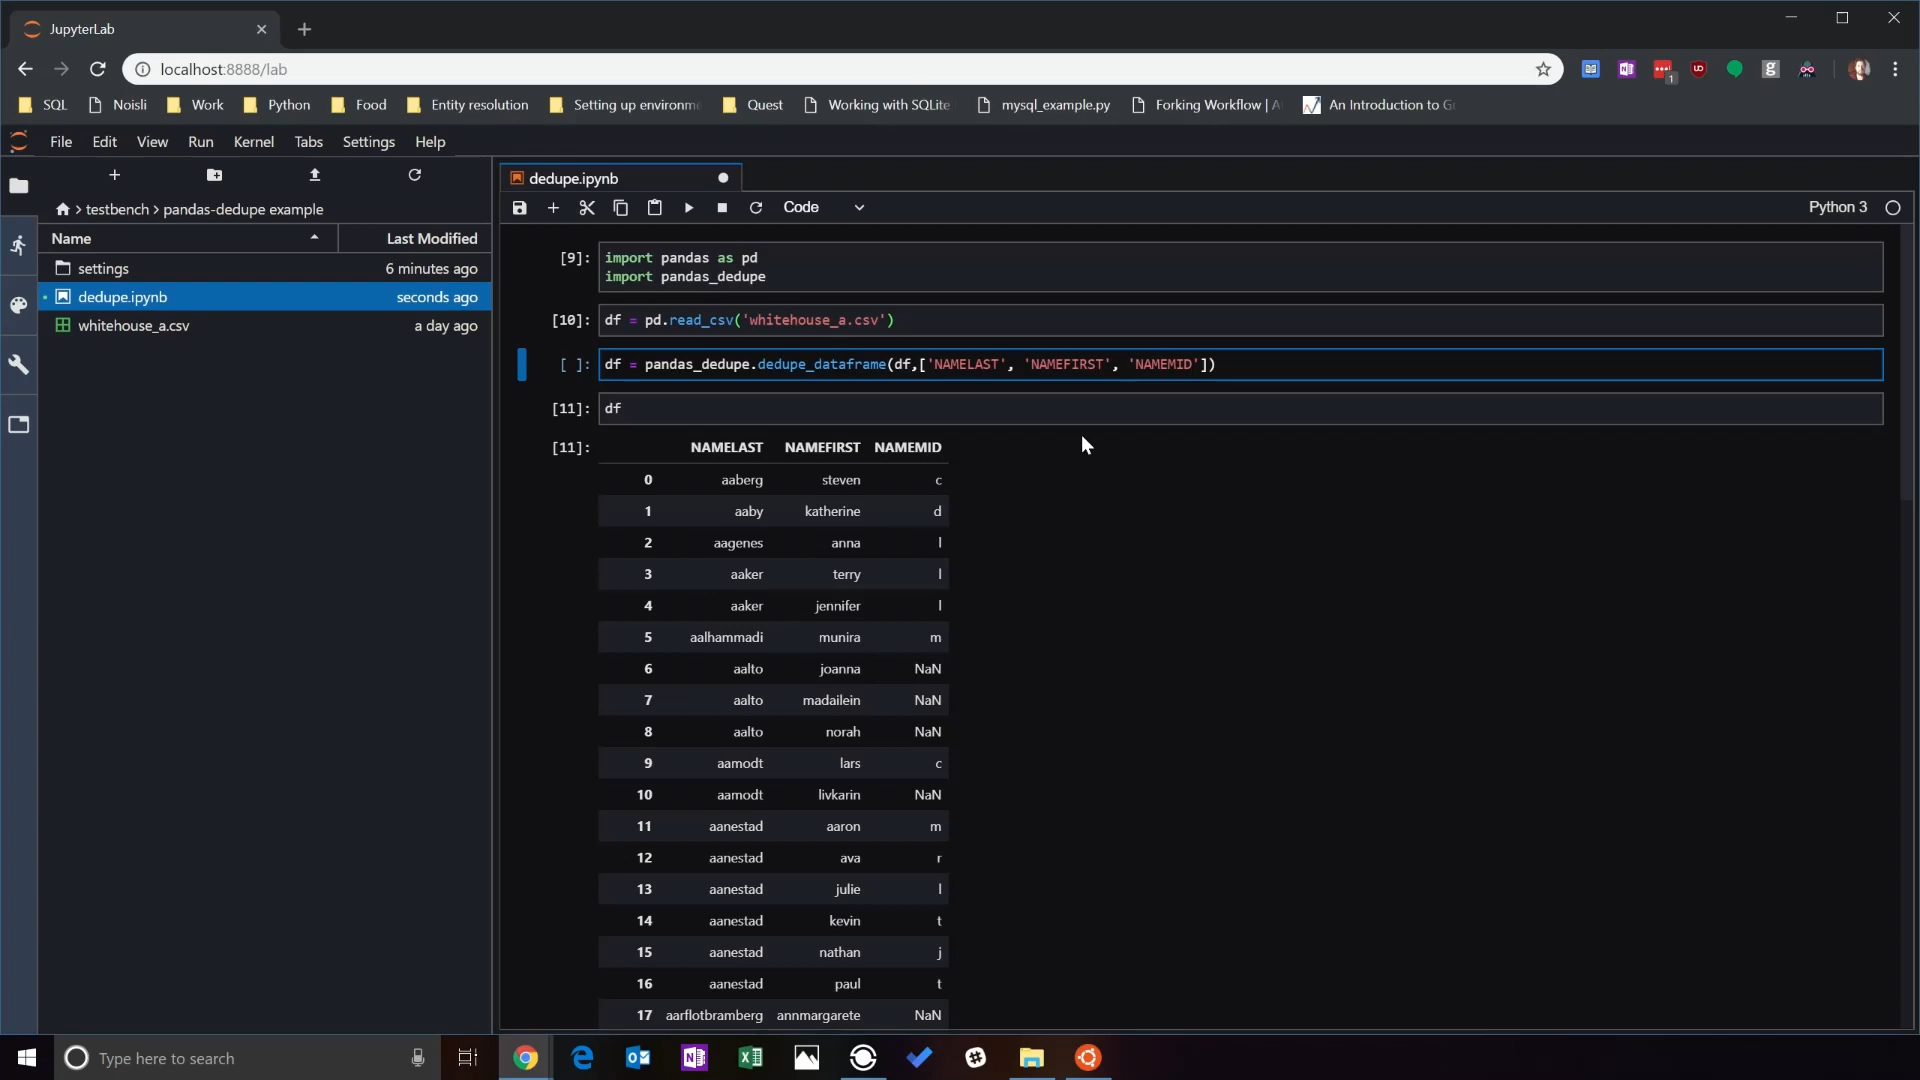 JupyterLab
localhost:8888/lab
SQL Noisli Work Python Food Entity resolution Setting up environm Quest Working with SQLite mysql_example.py Forking Workflow | A An Introduction to G
File Edit View Run Kernel Tabs Settings Help
dedupe.ipynb
testbench > pandas-dedupe example
Code
Python 3
Name Last Modified
settings 6 minutes ago
dedupe.ipynb seconds ago
whitehouse_a.csv a day ago
[9]: import pandas as pd
import pandas_dedupe
[10]: df = pd.read_csv('whitehouse_a.csv')
[ ]: df = pandas_dedupe.dedupe_dataframe(df,['NAMELAST', 'NAMEFIRST', 'NAMEMID'])
[11]: df
[11]: NAMELAST NAMEFIRST NAMEMID
0 aaberg steven c
1 aaby katherine d
2 aagenes anna l
3 aaker terry l
4 aaker jennifer l
5 aalhammadi munira m
6 aalto joanna NaN
7 aalto madailein NaN
8 aalto norah NaN
9 aamodt lars c
10 aamodt livkarin NaN
11 aanestad aaron m
12 aanestad ava r
13 aanestad julie l
14 aanestad kevin t
15 aanestad nathan j
16 aanestad paul t
17 aarflotbramberg annmargarete NaN
Type here to search